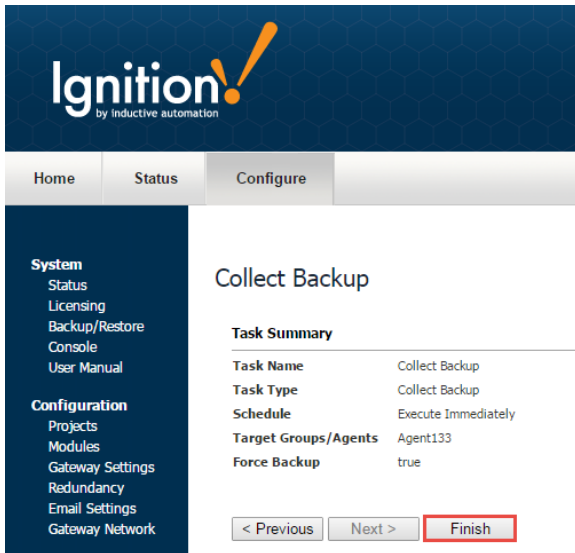 Ignition!
by inductive automation
Home Status Configure
System
Status
Licensing
Backup/Restore
Console
User Manual
Configuration
Projects
Modules
Gateway Settings
Redundancy
Email Settings
Gateway Network
Collect Backup
Task Summary
Task Name Collect Backup
Task Type Collect Backup
Schedule Execute Immediately
Target Groups/Agents Agent133
Force Backup true
< Previous Next > Finish